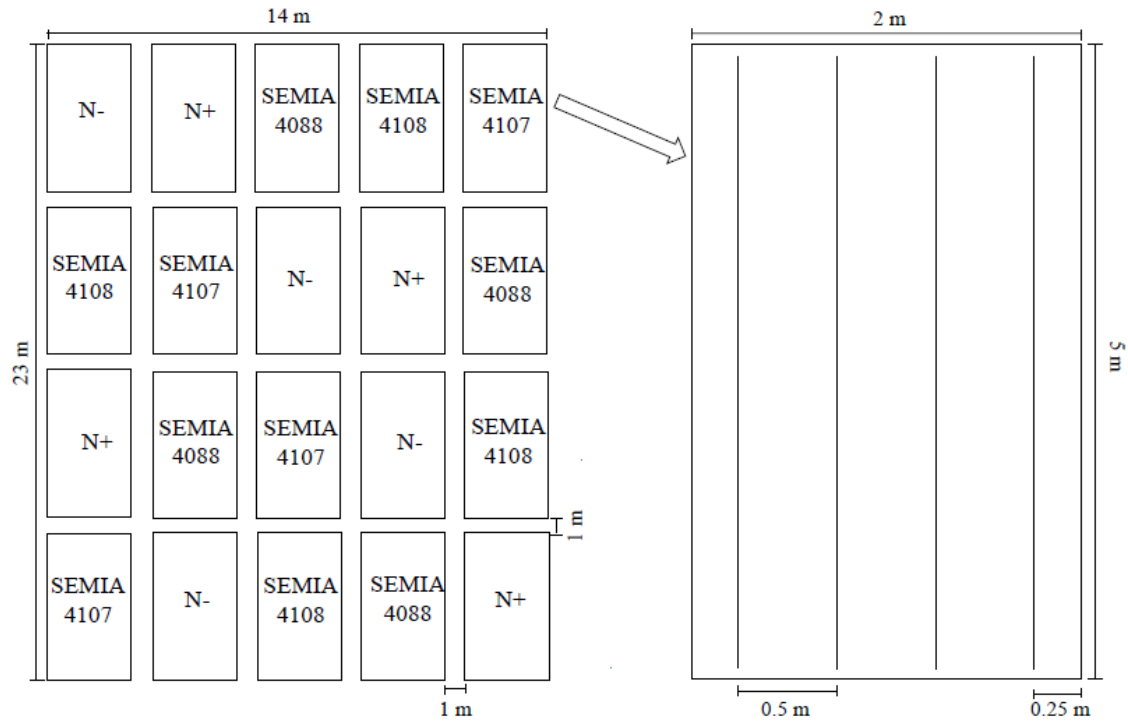 14 m
2 m
N-
N+
SEMIA
4088
SEMIA
4108
SEMIA
4107
SEMIA
4108
SEMIA
4107
N-
N+
SEMIA
4088
23 m
5 m
N+
SEMIA
4088
SEMIA
4107
N-
SEMIA
4108
1 m
SEMIA
4107
N-
SEMIA
4108
SEMIA
4088
N+
1 m
0.5 m
0.25 m